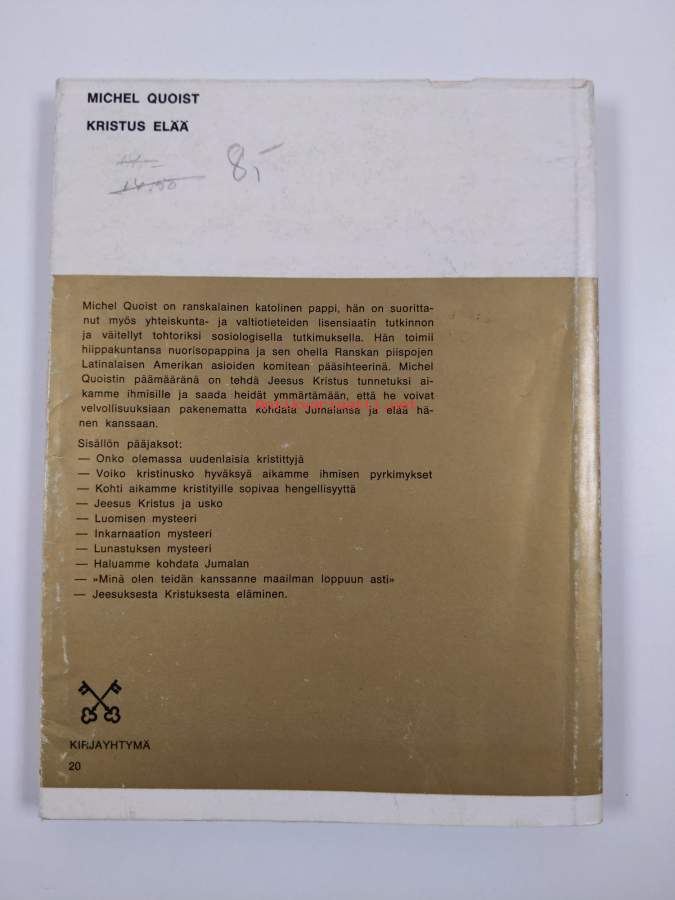 MICHEL QUOIST
KRISTUS ELÄÄ
14.50
8,-
Michel Quoist on ranskalainen katolinen pappi, hän on suoritta-
nut myös yhteiskunta- ja valtiotieteiden lisensiaatin tutkinnon
ja väitellyt tohtoriksi sosiologisella tutkimuksella. Hän toimii
hiippakuntansa nuorisopappina ja sen ohella Ranskan piispojen
Latinalaisen Amerikan asioiden komitean pääsihteerinä. Michel
Quoistin päämääränä on tehdä Jeesus Kristus tunnetuksi ai-
kamme ihmisille ja saada heidät ymmärtämään, että he voivat
velvollisuuksiaan pakenematta kohdata Jumalansa ja elää hä-
nen kanssaan.
Sisällön pääjaksot:
— Onko olemassa uudenlaisia kristittyjä
— Voiko kristinusko hyväksyä aikamme ihmisen pyrkimykset
— Kohti aikamme kristityille sopivaa hengellisyyttä
— Jeesus Kristus ja usko
— Luomisen mysteeri
— Inkarnaation mysteeri
— Lunastuksen mysteeri
— Haluamme kohdata Jumalan
— »Minä olen teidän kanssanne maailman loppuun asti»
— Jeesuksesta Kristuksesta eläminen.
KIRJAYHTYMÄ
20